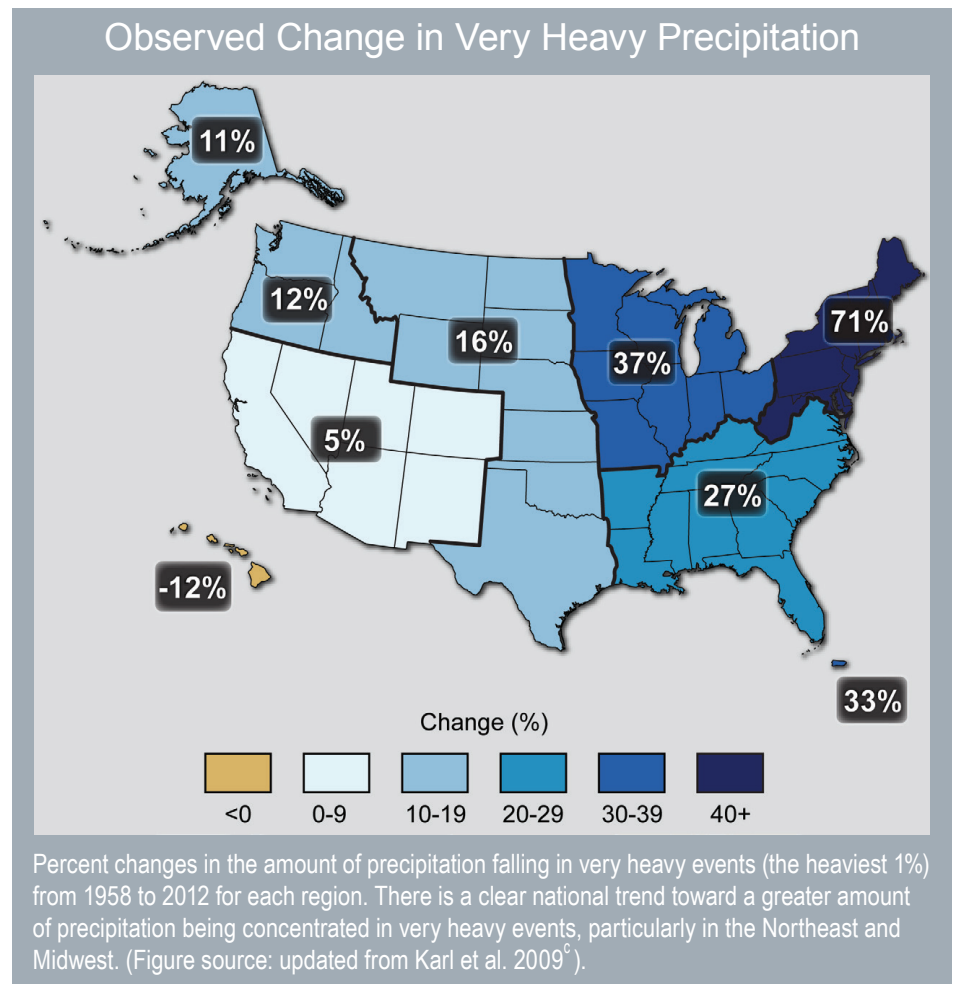 Observed Change in Very Heavy Precipitation
11%
12%
16%
71%
37%
5%
27%
-12%
33%
Change (%)
<0 0-9 10-19 20-29 30-39 40+
Percent changes in the amount of precipitation falling in very heavy events (the heaviest 1%)
from 1958 to 2012 for each region. There is a clear national trend toward a greater amount
of precipitation being concentrated in very heavy events, particularly in the Northeast and
Midwest. (Figure source: updated from Karl et al. 2009c).